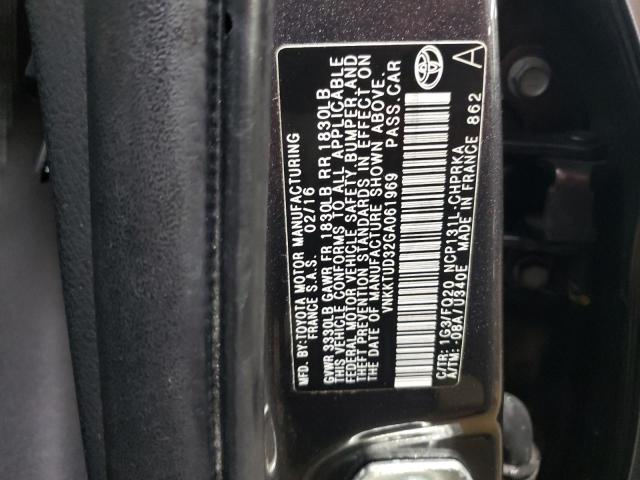 MFD. BY:TOYOTA MOTOR MANUFACTURING
FRANCE S.A.S. 02/16
GVWR 3330LB GAWR FR 1830LB RR 1830LB
THIS VEHICLE CONFORMS TO ALL APPLICABLE
FEDERAL MOTOR VEHICLE SAFETY, BUMPER AND
THEFT PREVENTION STANDARDS IN EFFECT ON
THE DATE OF MANUFACTURE SHOWN ABOVE.
VNKKTUD32GA061969 PASS.CAR
C/TR: 1G3/FQ20 NCP131L-CHPRKA
A/TM: -08A/U340E MADE IN FRANCE 862
A